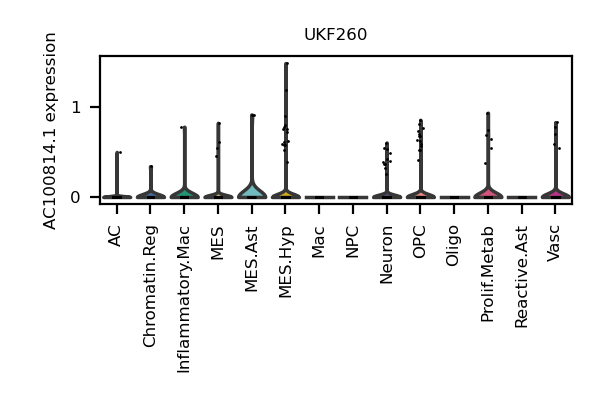 UKF260
AC100814.1 expression
1
0
AC
Chromatin.Reg
Inflammatory.Mac
MES
MES.Ast
MES.Hyp
Mac
NPC
Neuron
OPC
Oligo
Prolif.Metab
Reactive.Ast
Vasc